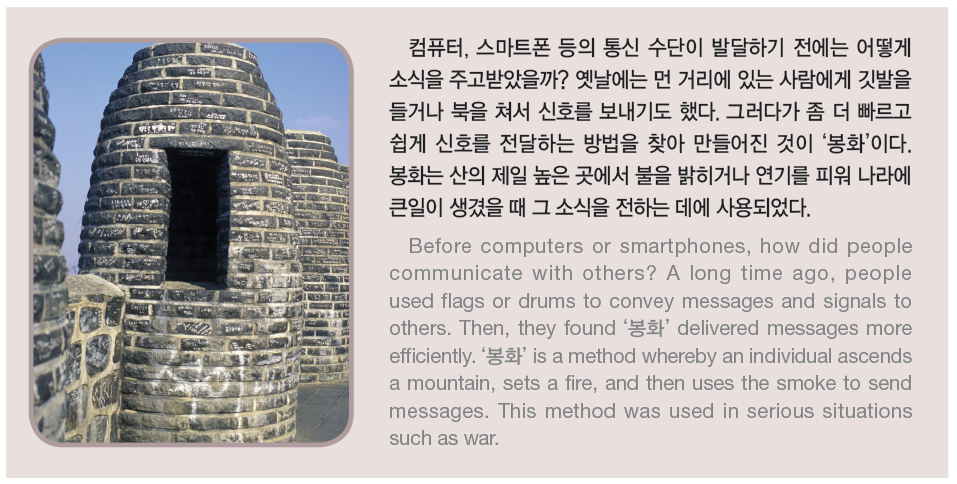 컴퓨터, 스마트폰 등의 통신 수단이 발달하기 전에는 어떻게
소식을 주고받았을까? 옛날에는 먼 거리에 있는 사람에게 깃발을
들거나 북을 쳐서 신호를 보내기도 했다. 그러다가 좀 더 빠르고
쉽게 신호를 전달하는 방법을 찾아 만들어진 것이 ‘봉화’이다.
봉화는 산의 제일 높은 곳에서 불을 밝히거나 연기를 피워 나라에
큰일이 생겼을 때 그 소식을 전하는 데에 사용되었다.
Before computers or smartphones, how did people
communicate with others? A long time ago, people
used flags or drums to convey messages and signals to
others. Then, they found ‘봉화’ delivered messages more
efficiently. ‘봉화’ is a method whereby an individual ascends
a mountain, sets a fire, and then uses the smoke to send
messages. This method was used in serious situations
such as war.